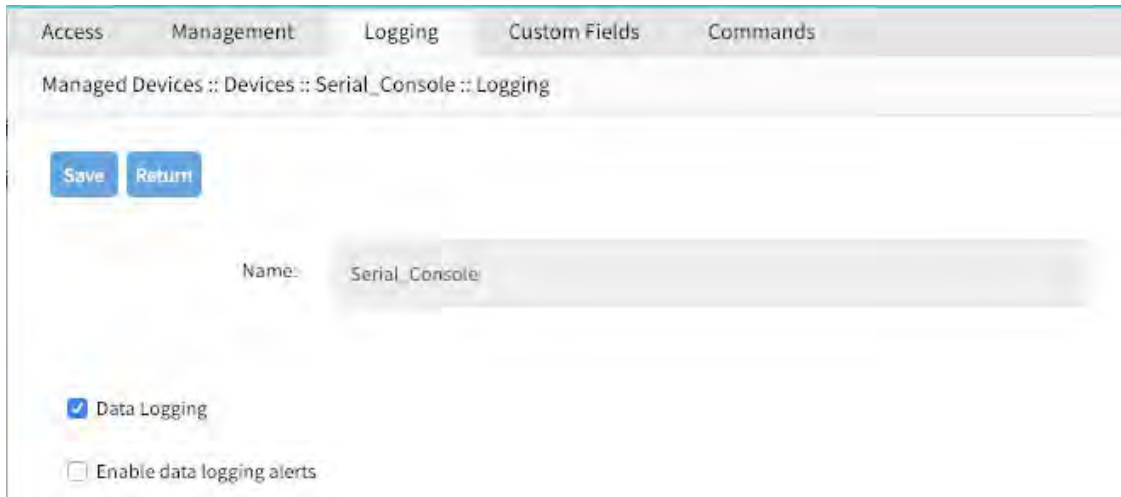 Access Management Logging Custom Fields Commands
Managed Devices :: Devices :: Serial_Console :: Logging
Save Return
Name: Serial_Console
Data Logging
Enable data logging alerts